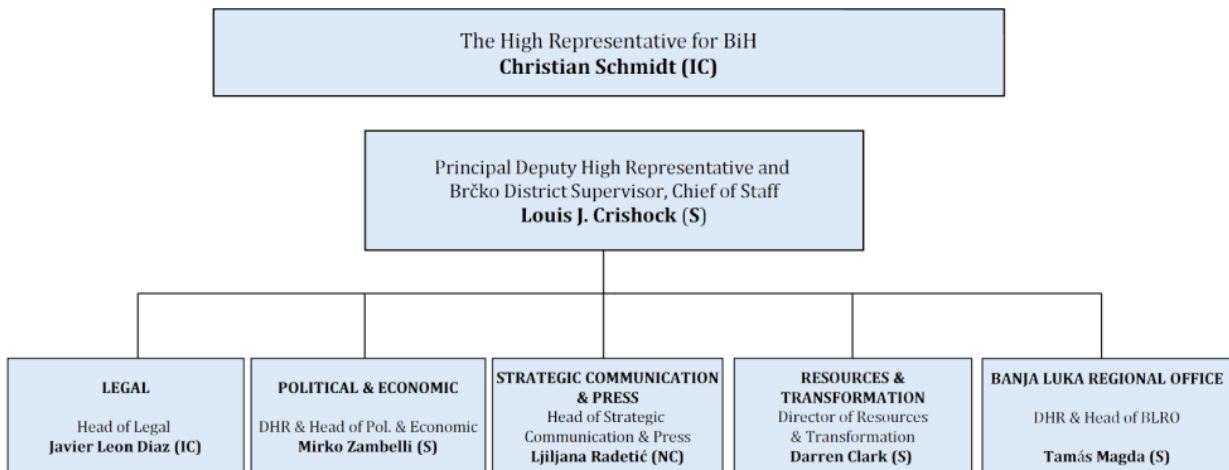 The High Representative for BiH
Christian Schmidt (IC)
Principal Deputy High Representative and
Brčko District Supervisor, Chief of Staff
Louis J. Crishock (S)
LEGAL
Head of Legal
Javier Leon Diaz (IC)
POLITICAL & ECONOMIC
DHR & Head of Pol. & Economic
Mirko Zambelli (S)
STRATEGIC COMMUNICATION
& PRESS
Head of Strategic
Communication & Press
Ljiljana Radetić (NC)
RESOURCES &
TRANSFORMATION
Director of Resources
& Transformation
Darren Clark (S)
BANJA LUKA REGIONAL OFFICE
DHR & Head of BLRO
Tamás Magda (S)